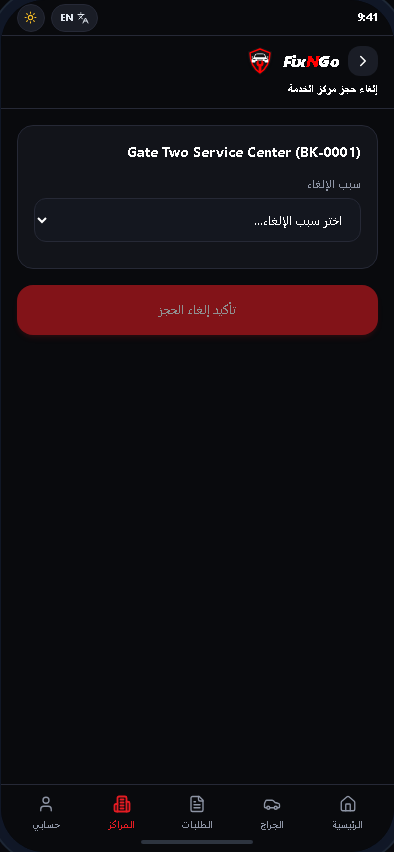 9:41
EN
FixNGo
إلغاء حجز مركز الخدمة
Gate Two Service Center (BK-0001)
سبب الإلغاء
اختر سبب الإلغاء...
تأكيد إلغاء الحجز
الرئيسية
الجراج
الطلبات
المراكز
حسابي